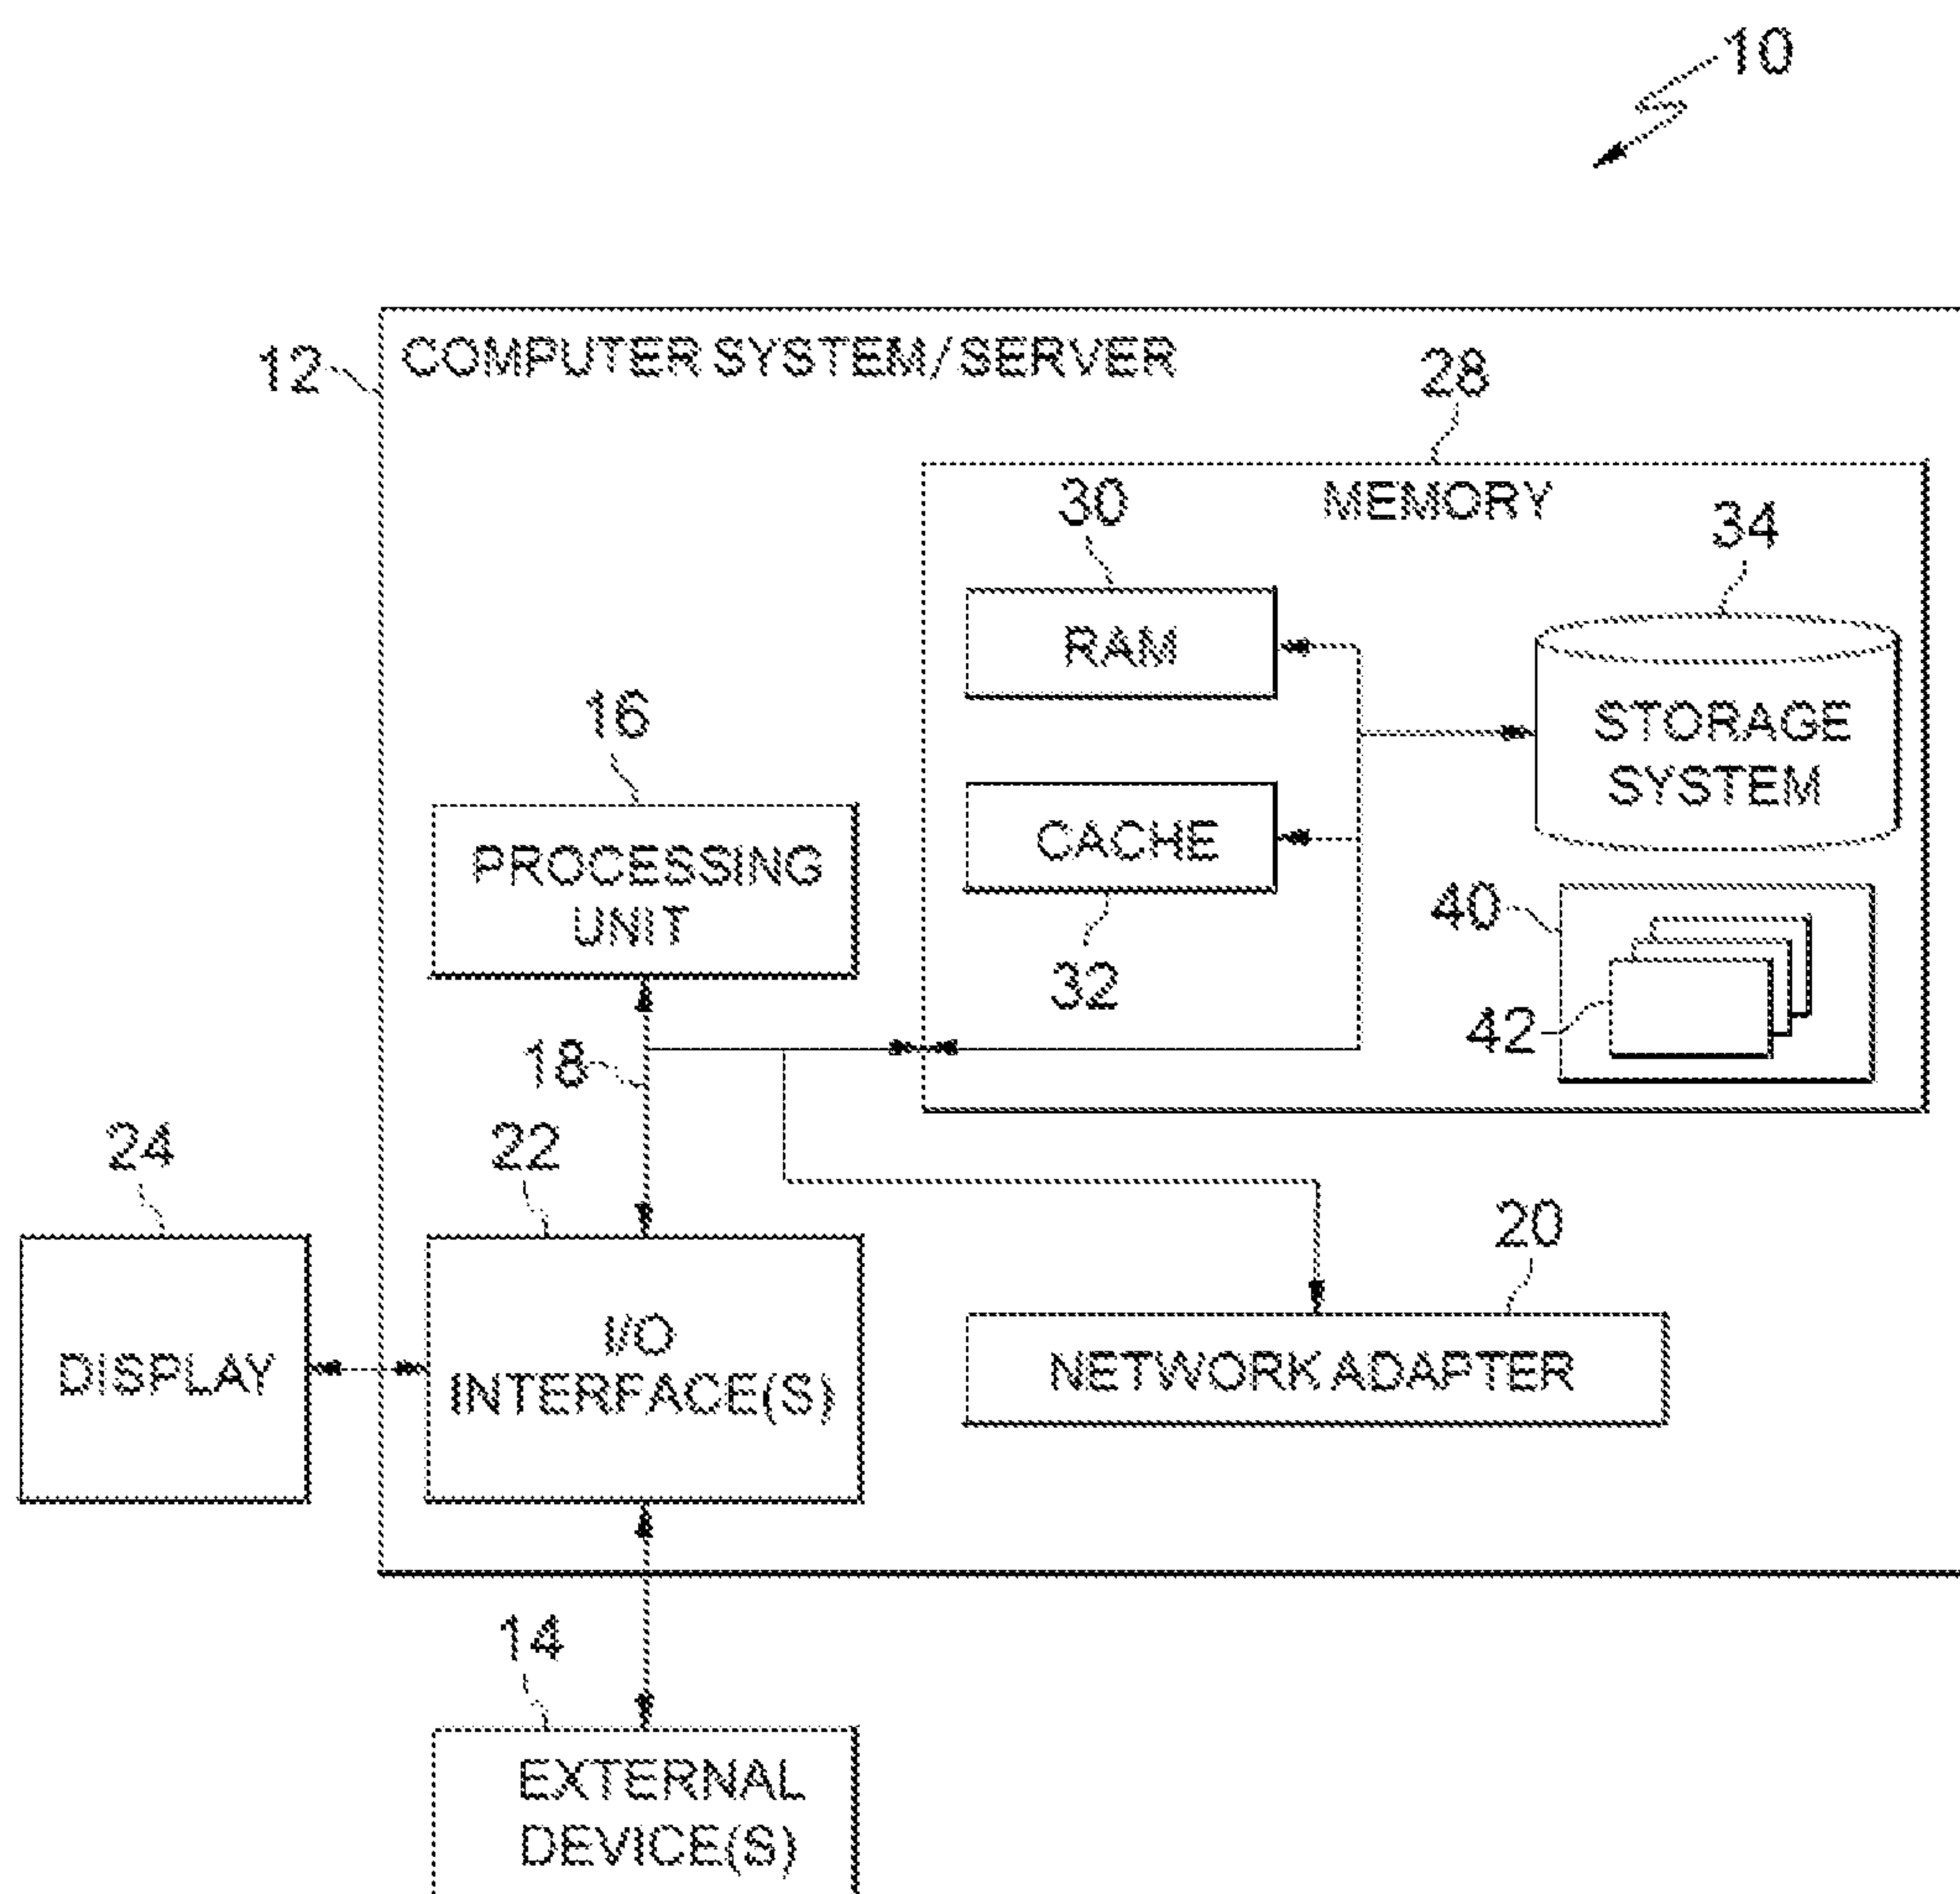 10
12
COMPUTER SYSTEM/SERVER
28
MEMORY
30
34
RAM
16
STORAGE
SYSTEM
CACHE
PROCESSING
UNIT
40
32
42
18
24
22
20
I/O
INTERFACE(S)
DISPLAY
NETWORK ADAPTER
14
EXTERNAL
DEVICE(S)